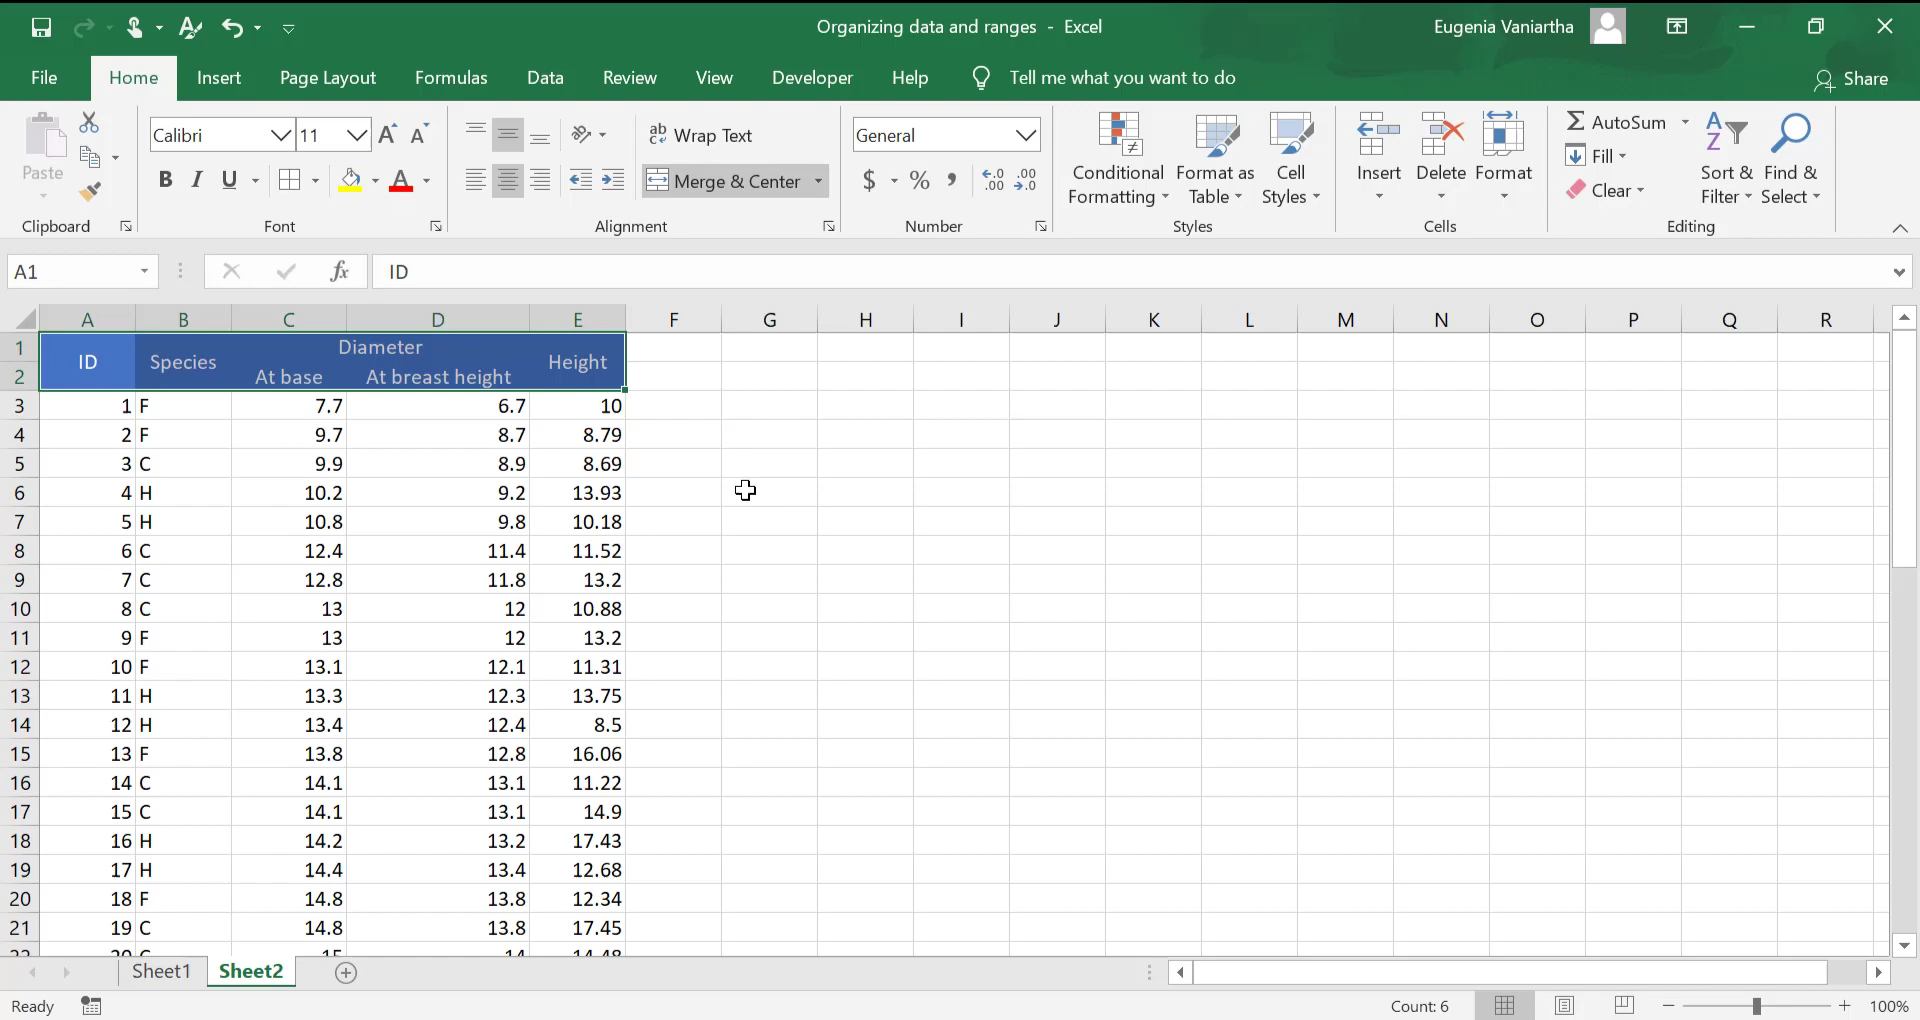 Organizing data and ranges - Excel
Eugenia Vaniartha
File Home Insert Page Layout Formulas Data Review View Developer Help Tell me what you want to do Share
Paste
Clipboard
Calibri 11 A A
B I U A
Font
ab Wrap Text
Merge & Center
Alignment
General
$ % , .0 .00 .00 .0
Number
Conditional Formatting
Format as Table
Cell Styles
Styles
Insert Delete Format
Cells
Σ AutoSum
Fill
Clear
Sort & Filter
Find & Select
Editing
A1 fx ID
A B C D E F G H I J K L M N O P Q R
1 ID Species Diameter Height
2 At base At breast height
3 1 F 7.7 6.7 10
4 2 F 9.7 8.7 8.79
5 3 C 9.9 8.9 8.69
6 4 H 10.2 9.2 13.93
7 5 H 10.8 9.8 10.18
8 6 C 12.4 11.4 11.52
9 7 C 12.8 11.8 13.2
10 8 C 13 12 10.88
11 9 F 13 12 13.2
12 10 F 13.1 12.1 11.31
13 11 H 13.3 12.3 13.75
14 12 H 13.4 12.4 8.5
15 13 F 13.8 12.8 16.06
16 14 C 14.1 13.1 11.22
17 15 C 14.1 13.1 14.9
18 16 H 14.2 13.2 17.43
19 17 H 14.4 13.4 12.68
20 18 F 14.8 13.8 12.34
21 19 C 14.8 13.8 17.45
22 20 C 15 14 14.48
Sheet1 Sheet2
Ready Count: 6 100%